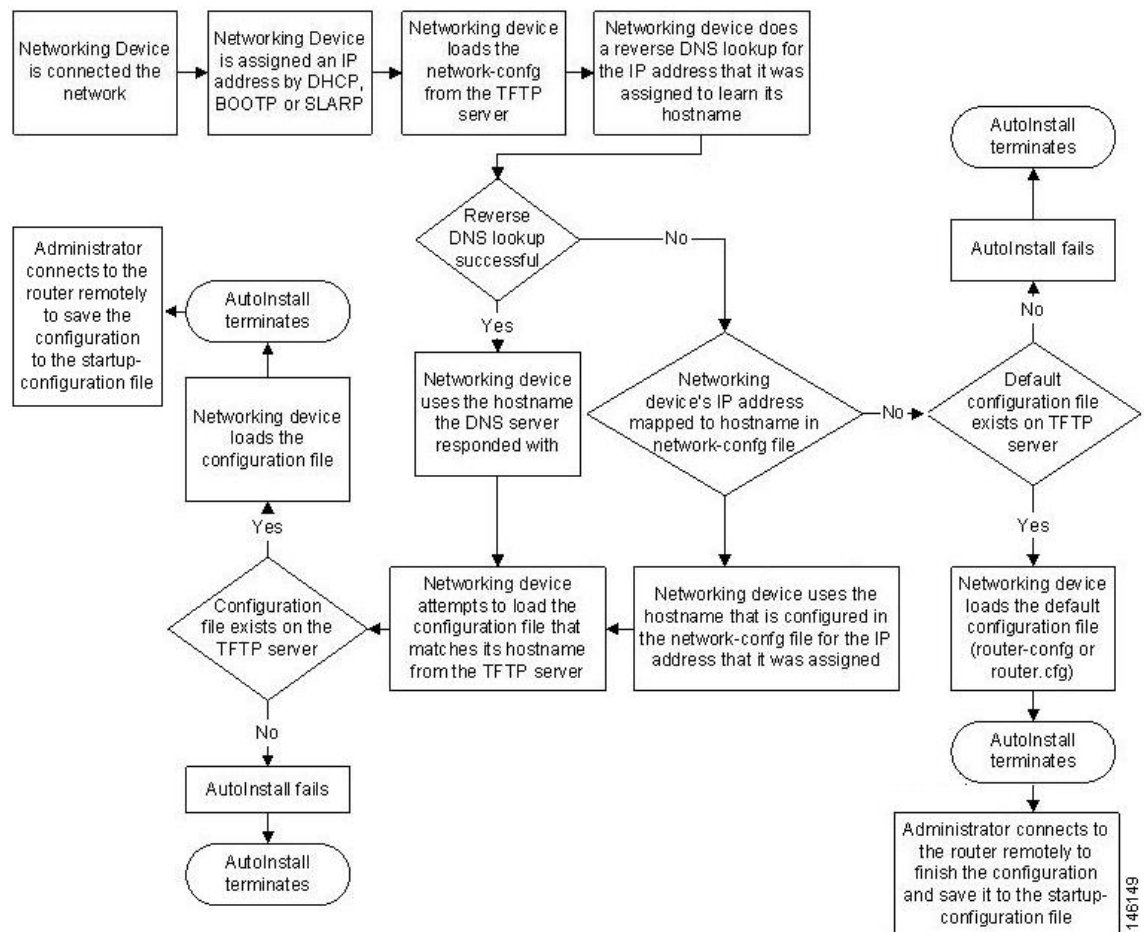 Networking Device
is connected the
network
Networking Device
is assigned an IP
address by DHCP,
BOOTP or SLARP
Networking device
loads the
network-confg
from the TFTP
server
Networking device does
a reverse DNS lookup for
the IP address that it was
assigned to learn its
hostname
AutoInstall
terminates
Reverse
DNS lookup
successful
No
AutoInstall fails
Administrator
connects to the
router remotely
to save the
configuration
to the startup-
configuration file
AutoInstall
terminates
Yes
No
Networking device
loads the
configuration file
Networking device
uses the hostname
the DNS server
responded with
Networking
device's IP address
mapped to hostname in
network-confg file
No
Default
configuration file
exists on TFTP
server
Yes
Yes
Yes
Configuration
file exists on the
TFTP server
Networking device
attempts to load the
configuration file that
matches its hostname
from the TFTP server
Networking device uses the
hostname that is configured in
the network-confg file for the IP
address that it was assigned
Networking device
loads the default
configuration file
(router-confg or
router.cfg)
No
AutoInstall
terminates
AutoInstall fails
AutoInstall
terminates
Administrator connects to
the router remotely to
finish the configuration
and save it to the startup-
configuration file
146149